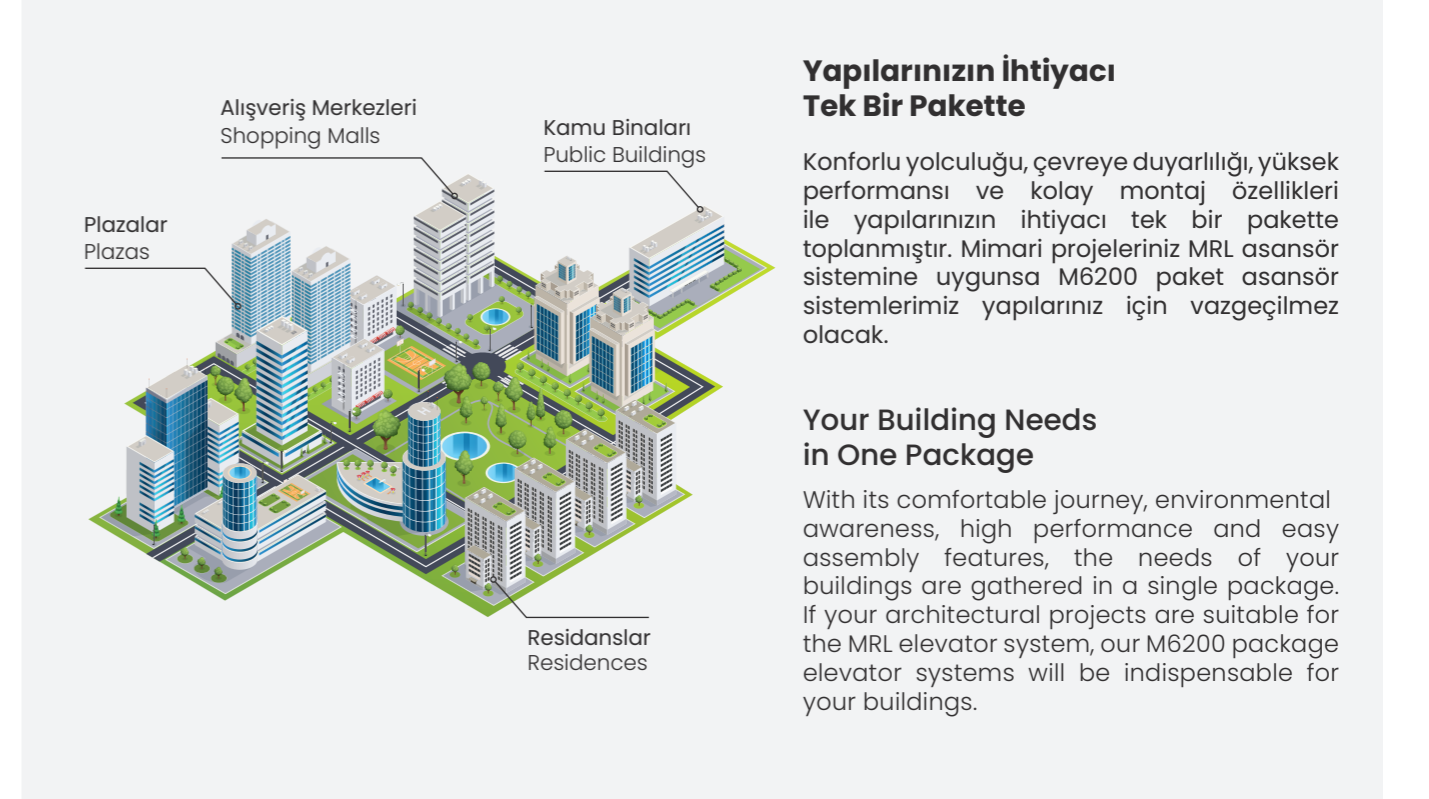 Alışveriş Merkezleri
Shopping Malls
Kamu Binaları
Public Buildings
Plazalar
Plazas
Residanslar
Residences
Yapılarınızın İhtiyacı
Tek Bir Pakette
Konforlu yolculuğu, çevreye duyarlılığı, yüksek
performansı ve kolay montaj özellikleri
ile yapılarınızın ihtiyacı tek bir pakette
toplanmıştır. Mimari projeleriniz MRL asansör
sistemine uygunsa M6200 paket asansör
sistemlerimiz yapılarınız için vazgeçilmez
olacak.
Your Building Needs
in One Package
With its comfortable journey, environmental
awareness, high performance and easy
assembly features, the needs of your
buildings are gathered in a single package.
If your architectural projects are suitable for
the MRL elevator system, our M6200 package
elevator systems will be indispensable for
your buildings.